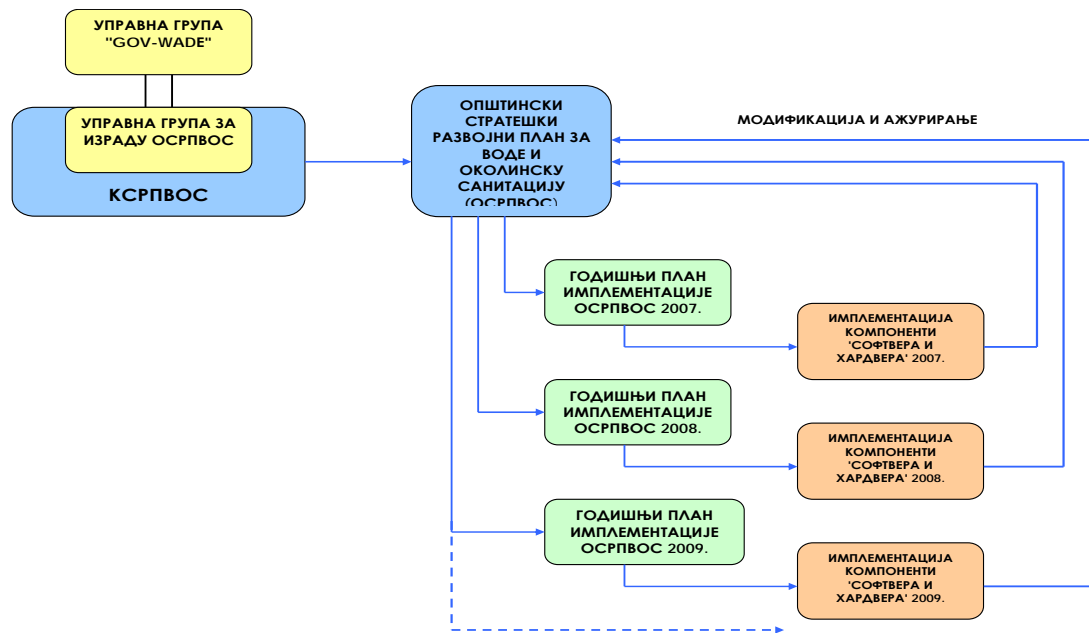 УПРАВНА ГРУПА
"GOV-WADE"
УПРАВНА ГРУПА ЗА
ИЗРАДУ ОСРПВОС
КСРПВОС
ОПШТИНСКИ
СТРАТЕШКИ
РАЗВОЈНИ ПЛАН ЗА
ВОДЕ И
ОКОЛИНСКУ
САНИТАЦИЈУ
(ОСРПВОС)
МОДИФИКАЦИЈА И АЖУРИРАЊЕ
ГОДИШЊИ ПЛАН
ИМПЛЕМЕНТАЦИЈЕ
ОСРПВОС 2007.
ИМПЛЕМЕНТАЦИЈА
КОМПОНЕНТИ
'СОФТВЕРА И
ХАРДВЕРА' 2007.
ГОДИШЊИ ПЛАН
ИМПЛЕМЕНТАЦИЈЕ
ОСРПВОС 2008.
ИМПЛЕМЕНТАЦИЈА
КОМПОНЕНТИ
'СОФТВЕРА И
ХАРДВЕРА' 2008.
ГОДИШЊИ ПЛАН
ИМПЛЕМЕНТАЦИЈЕ
ОСРПВОС 2009.
ИМПЛЕМЕНТАЦИЈА
КОМПОНЕНТИ
'СОФТВЕРА И
ХАРДВЕРА' 2009.